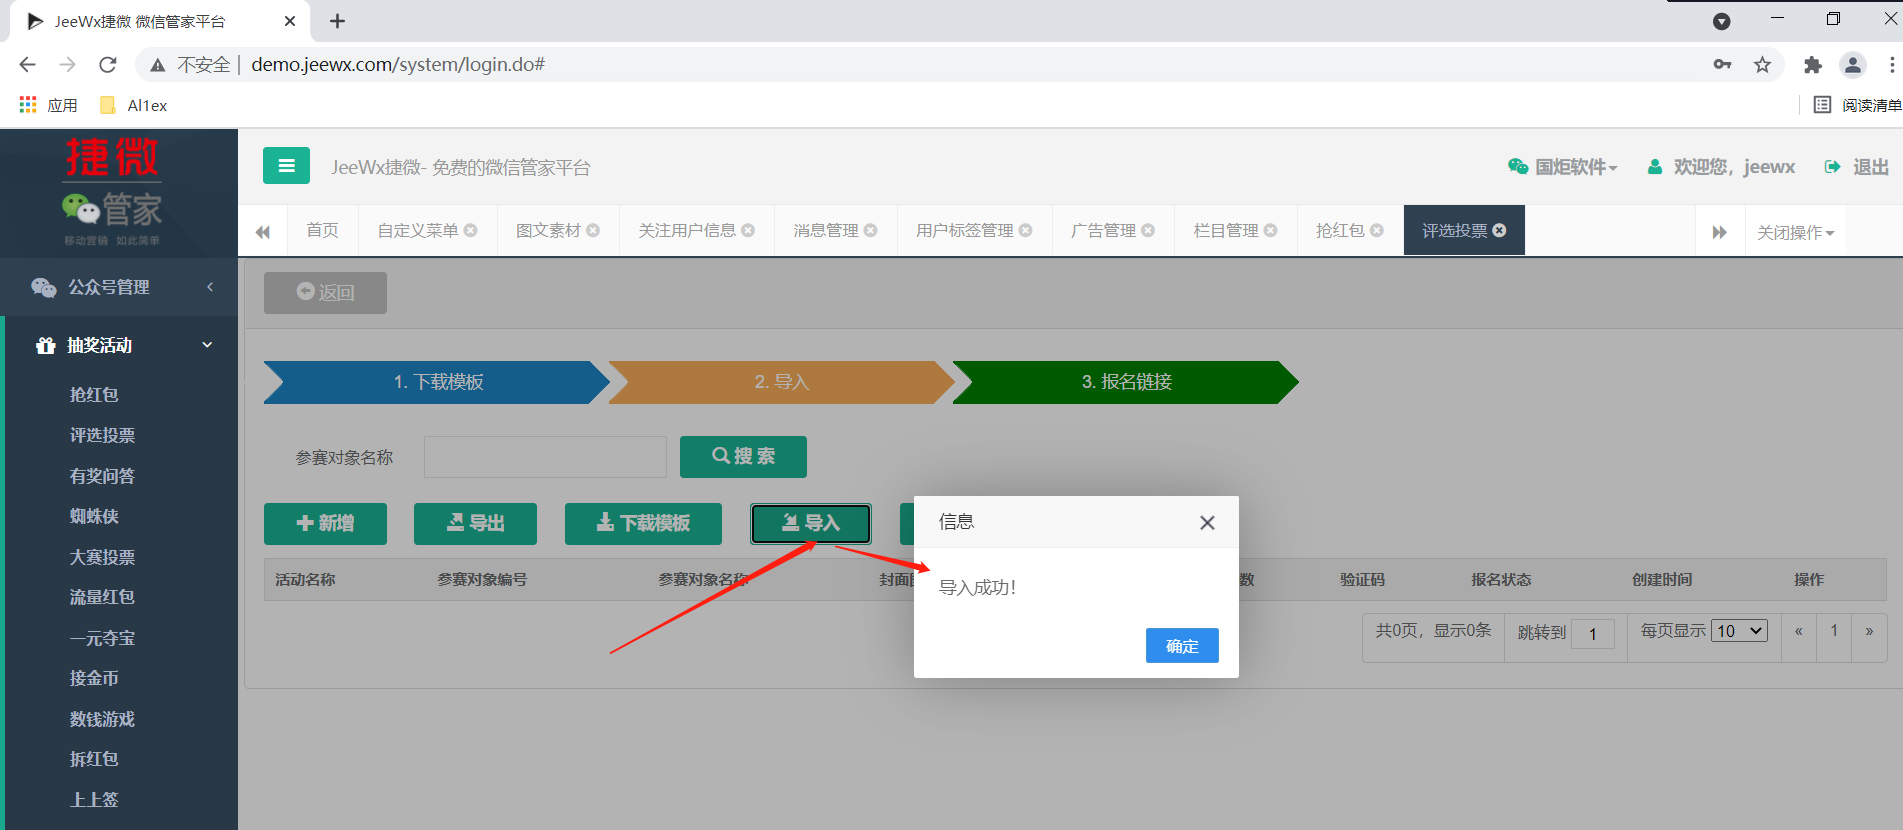 JeeWx捷微 微信管家平台
不安全
demo.jeewx.com/system/login.do#
应用
Al1ex
阅读清单
捷微
管家
移动营销 如此简单
JeeWx捷微- 免费的微信管家平台
国炬软件
欢迎您，jeewx
退出
首页
自定义菜单
图文素材
关注用户信息
消息管理
用户标签管理
广告管理
栏目管理
抢红包
评选投票
关闭操作
公众号管理
抽奖活动
抢红包
评选投票
有奖问答
蜘蛛侠
大赛投票
流量红包
一元夺宝
接金币
数钱游戏
拆红包
上上签
返回
1. 下载模板
2. 导入
3. 报名链接
参赛对象名称
搜 索
新增
导出
下载模板
导入
信息
导入成功！
确定
活动名称
参赛对象编号
参赛对象名称
封面
数
验证码
报名状态
创建时间
操作
共0页，显示0条
跳转到
1
每页显示
10
«
1
»